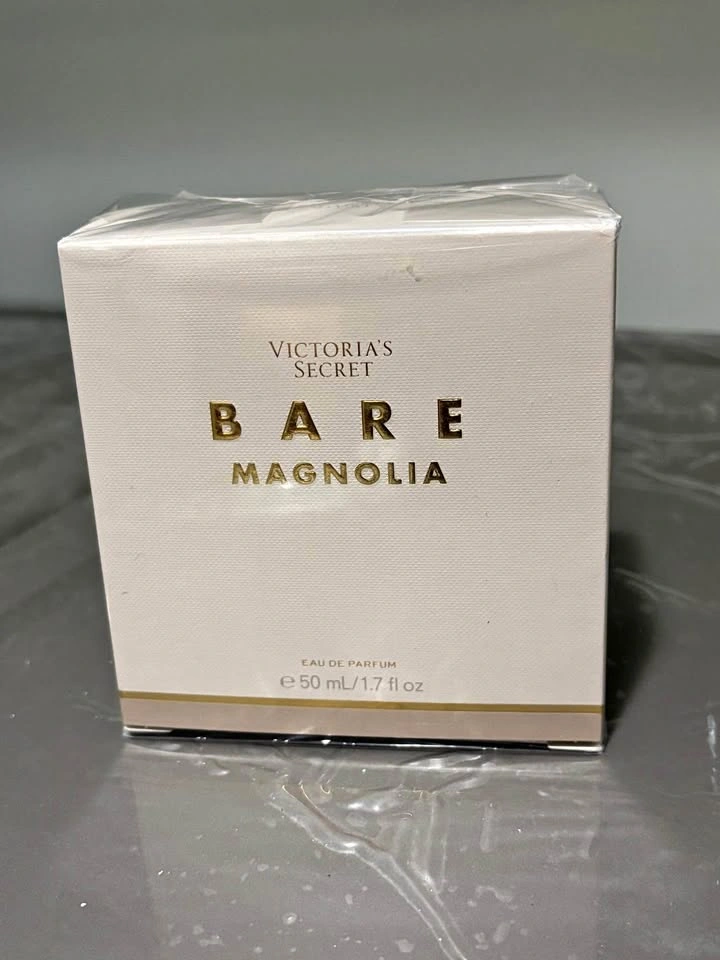 VICTORIA'S
SECRET
BARE
MAGNOLIA
EAU DE PARFUM
℮ 50 mL/1.7 fl oz